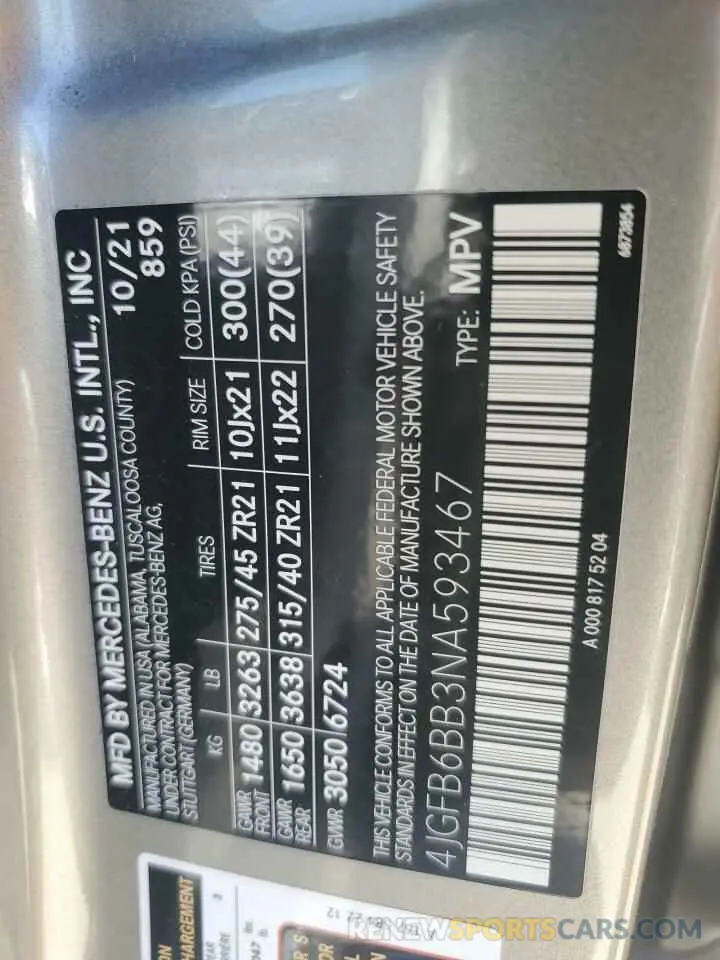 MFD BY MERCEDES-BENZ U.S. INTL., INC
MANUFACTURED IN USA (ALABAMA, TUSCALOOSA COUNTY) 10/21
UNDER CONTRACT FOR MERCEDES-BENZ AG, 859
STUTTGART (GERMANY)
KG LB TIRES RIM SIZE COLD KPA (PSI)
GAWR FRONT 1480 3263 275/45 ZR21 10Jx21 300(44)
GAWR REAR 1650 3638 315/40 ZR21 11Jx22 270(39)
GVWR 3050 6724
THIS VEHICLE CONFORMS TO ALL APPLICABLE FEDERAL MOTOR VEHICLE SAFETY
STANDARDS IN EFFECT ON THE DATE OF MANUFACTURE SHOWN ABOVE.
4JGFB6BB3NA593467 TYPE: MPV
A 000 817 52 04
CHARGEMENT
RENEWSPORTSCARS.COM